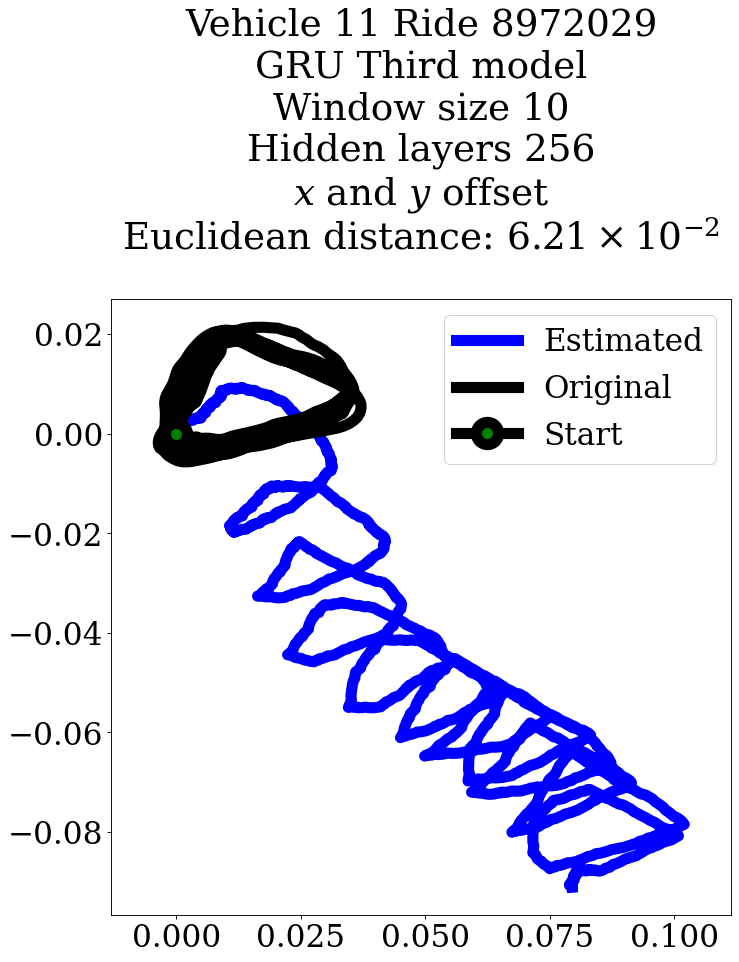 Vehicle 11 Ride 8972029
GRU Third model
Window size 10
Hidden layers 256
x and y offset
Euclidean distance: 6.21 × 10⁻²
Estimated
Original
Start
0.02
0.00
−0.02
−0.04
−0.06
−0.08
0.000 0.025 0.050 0.075 0.100